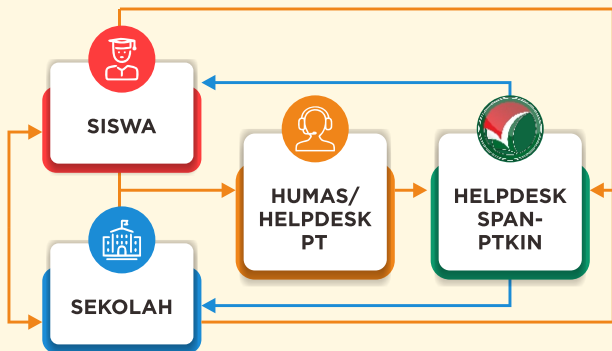 SISWA
HUMAS/
HELPDESK
PT
HELPDESK
SPAN-
PTKIN
SEKOLAH